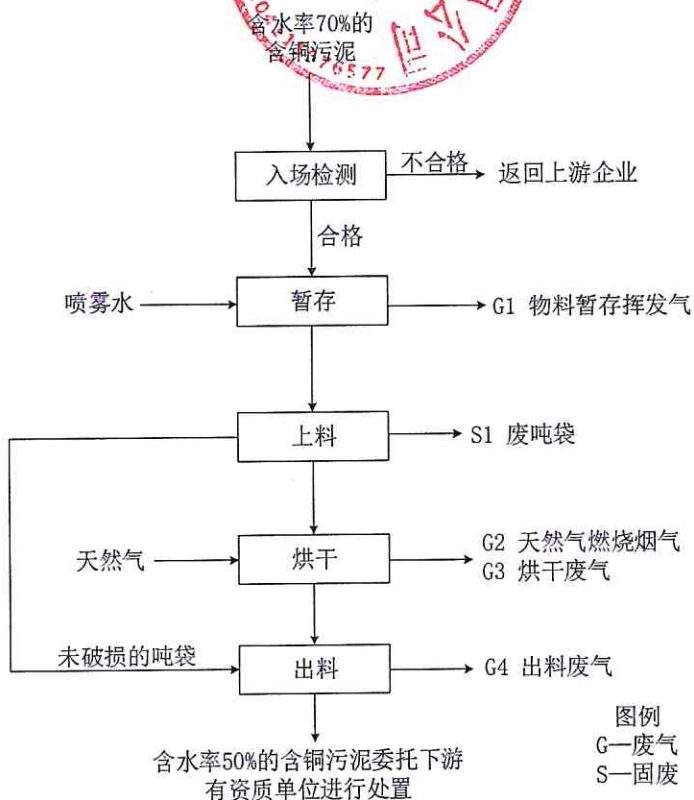 含水率70%的
含铜污泥
公司
入场检测
不合格
返回上游企业
合格
喷雾水
暂存
G1 物料暂存挥发气
上料
S1 废吨袋
天然气
烘干
G2 天然气燃烧烟气
G3 烘干废气
未破损的吨袋
出料
G4 出料废气
含水率50%的含铜污泥委托下游
有资质单位进行处置
图例
G—废气
S—固废